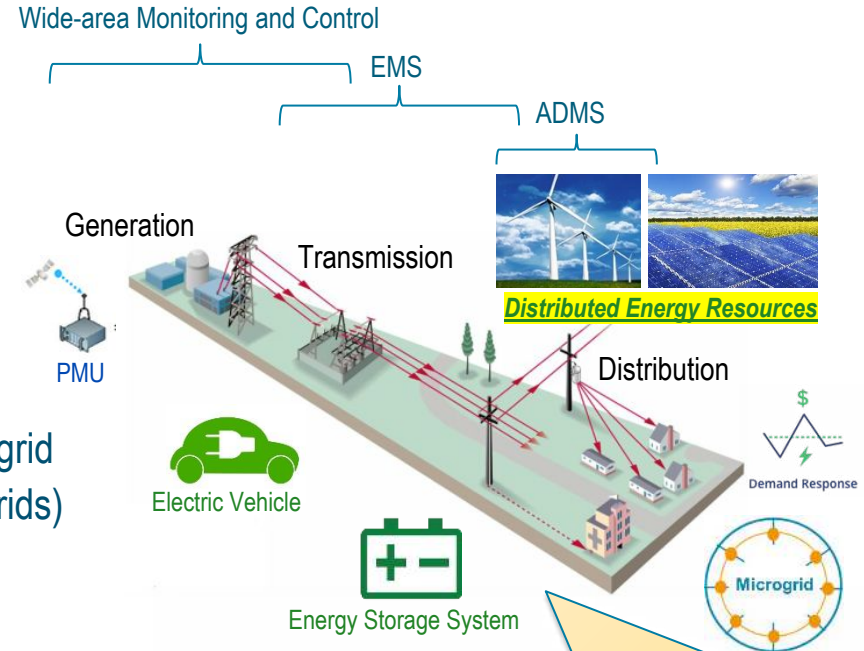 Wide-area Monitoring and Control
EMS
ADMS
Generation
Transmission
Distributed Energy Resources
PMU
Distribution
$
grid
rids)
Electric Vehicle
Demand Response
Microgrid
Energy Storage System